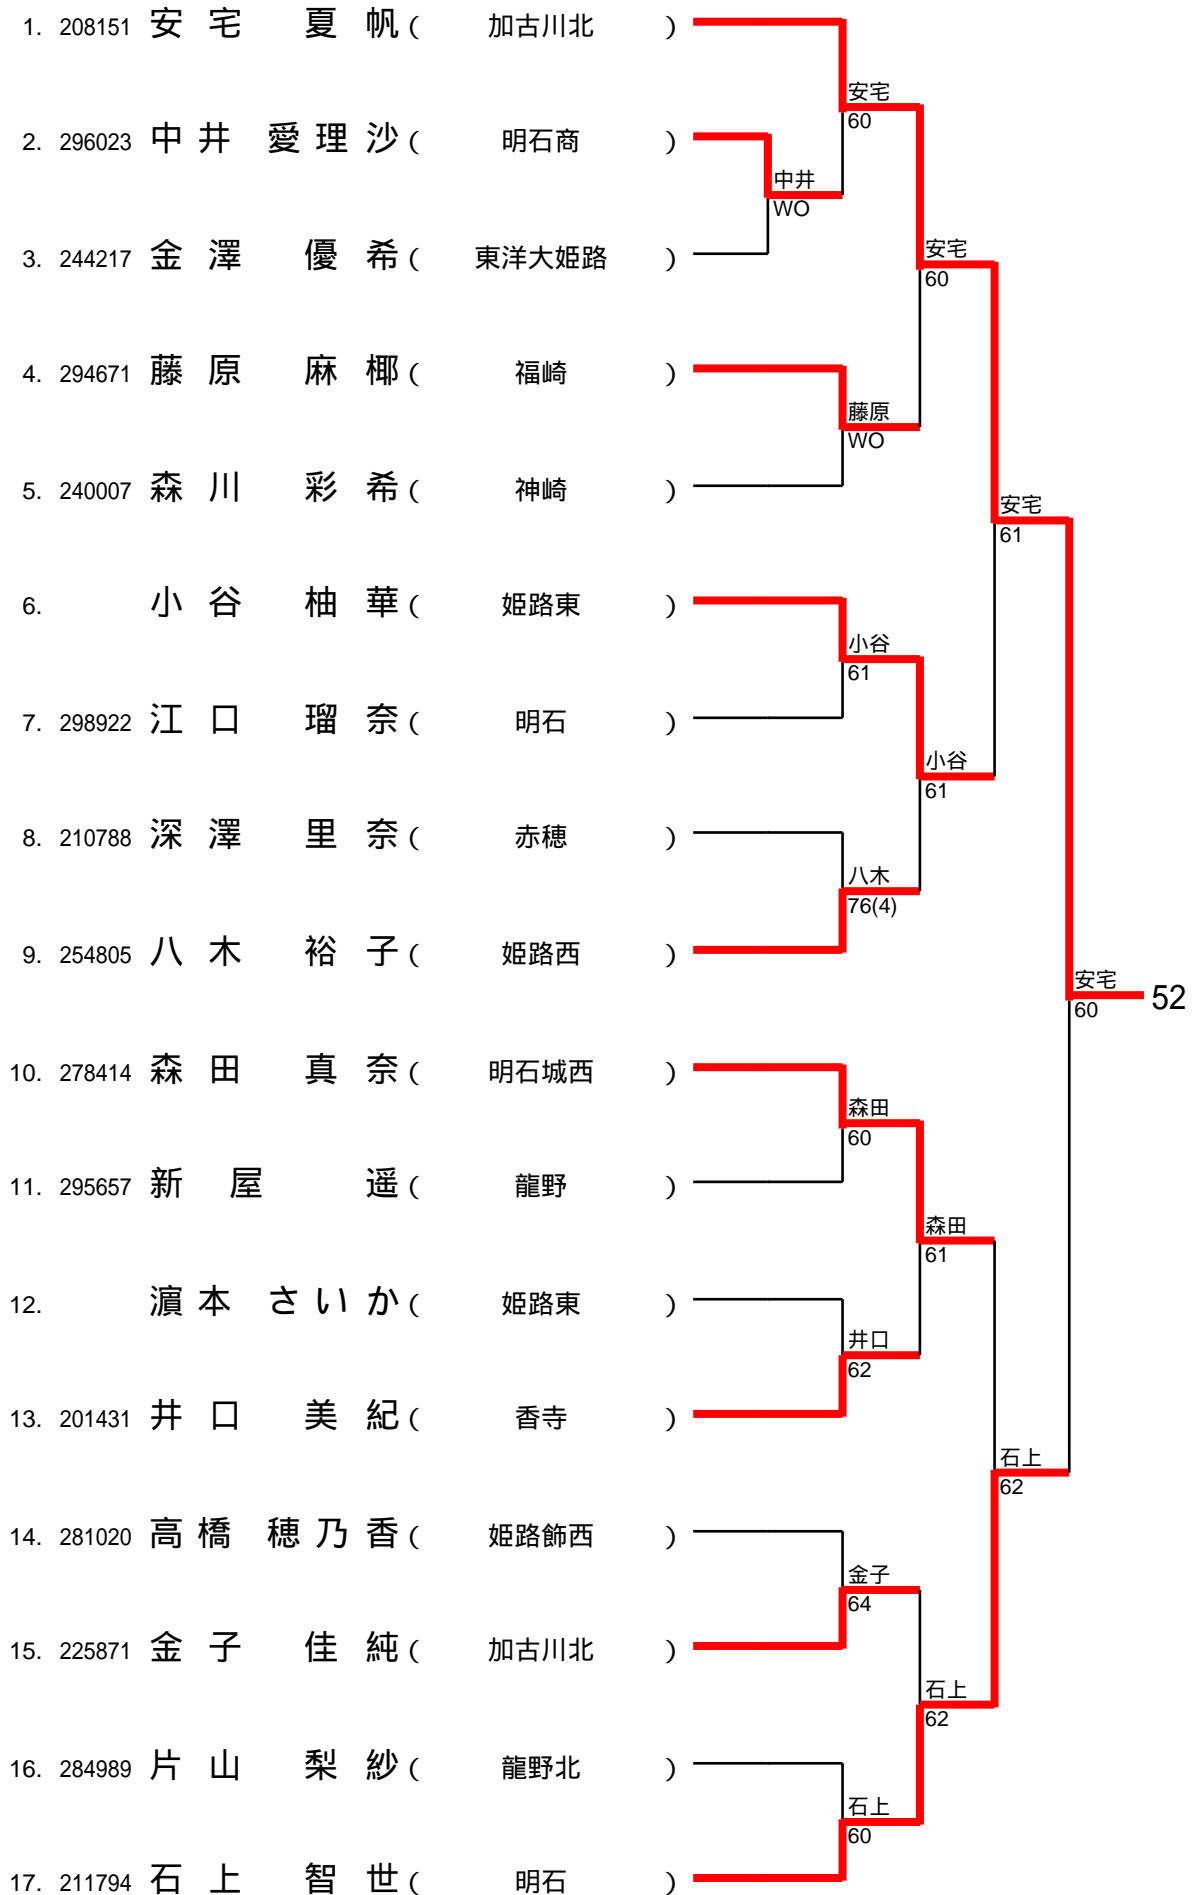 1. 208151 安宅 夏帆 ( 加古川北 )
安宅
60
2. 296023 中井 愛理沙 ( 明石商 )
中井
WO
3. 244217 金澤 優希 ( 東洋大姫路 )
安宅
60
4. 294671 藤原 麻椰 ( 福崎 )
藤原
WO
5. 240007 森川 彩希 ( 神崎 )
安宅
61
6. 小谷 柚華 ( 姫路東 )
小谷
61
7. 298922 江口 瑠奈 ( 明石 )
小谷
61
8. 210788 深澤 里奈 ( 赤穂 )
八木
76(4)
9. 254805 八木 裕子 ( 姫路西 )
安宅
60
52
10. 278414 森田 真奈 ( 明石城西 )
森田
60
11. 295657 新屋 遥 ( 龍野 )
森田
61
12. 濵本 さいか ( 姫路東 )
井口
62
13. 201431 井口 美紀 ( 香寺 )
石上
62
14. 281020 高橋 穂乃香 ( 姫路飾西 )
金子
64
15. 225871 金子 佳純 ( 加古川北 )
石上
62
16. 284989 片山 梨紗 ( 龍野北 )
石上
60
17. 211794 石上 智世 ( 明石 )